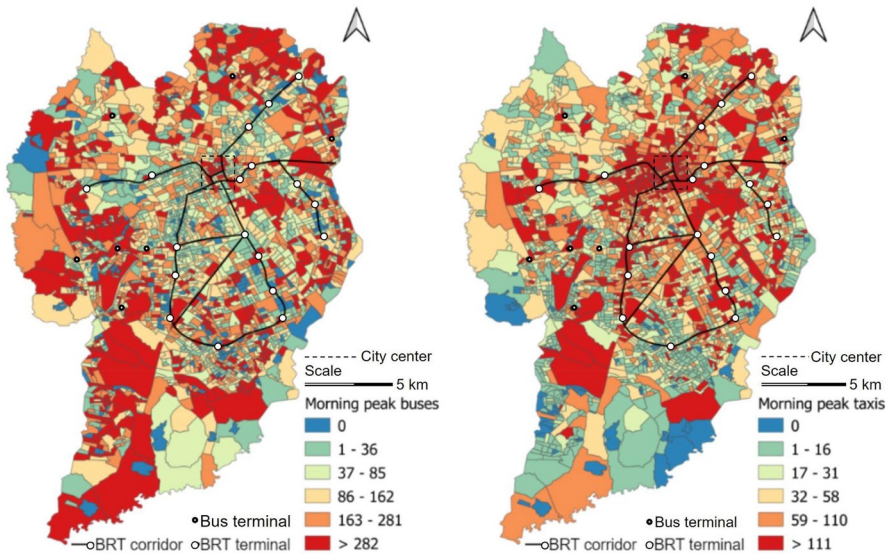 City center
Scale
5 km
Morning peak buses
0
1 - 36
37 - 85
86 - 162
163 - 281
> 282
Bus terminal
BRT corridor
BRT terminal
City center
Scale
5 km
Morning peak taxis
0
1 - 16
17 - 31
32 - 58
59 - 110
> 111
Bus terminal
BRT corridor
BRT terminal